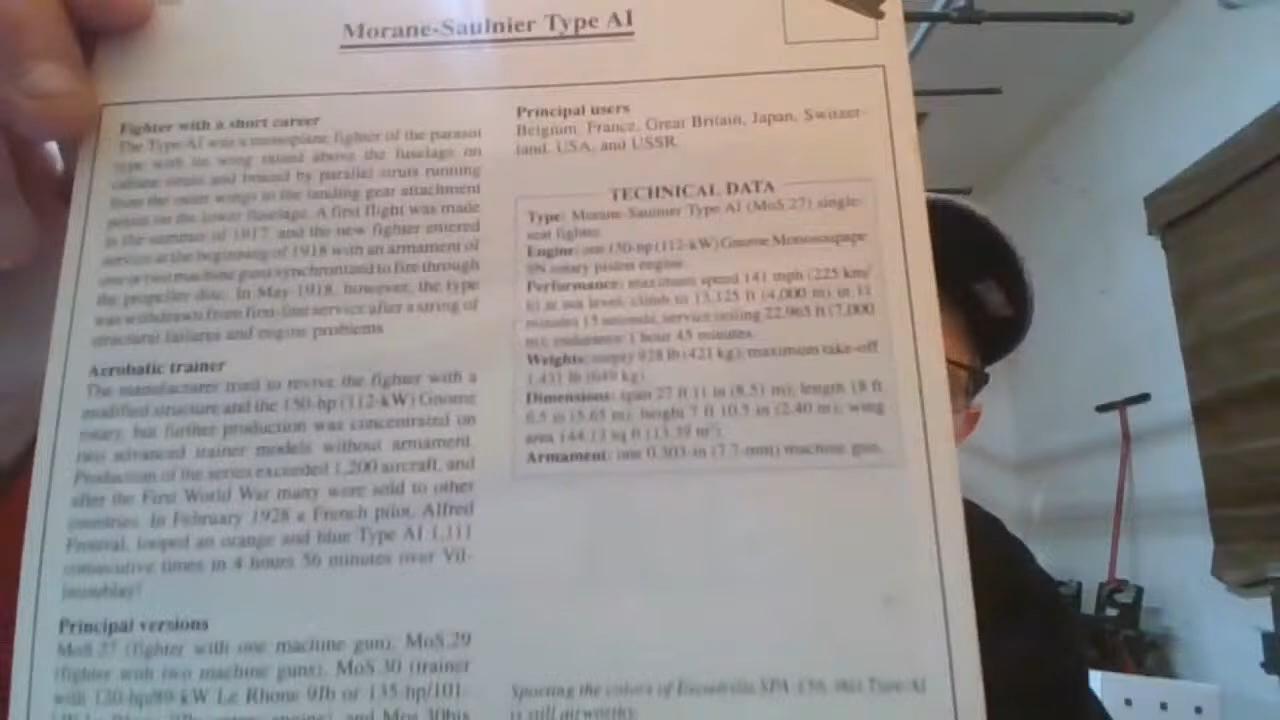 Morane-Saulnier Type AI
Fighter with a short career
The Type AI was a monoplane fighter of the parasol
type with its wing raised above the fuselage on
cabane struts and braced by parallel struts running
from the outer wings to the landing gear attachment
points on the lower fuselage. A first flight was made
in the summer of 1917, and the new fighter entered
service at the beginning of 1918 with an armament of
one or two machine guns synchronized to fire through
the propeller disc. In May 1918, however, the type
was withdrawn from first-line service after a string of
structural failures and engine problems
Aerobatic trainer
The manufacturer tried to revive the fighter with a
modified structure and the 150-hp (112-kW) Gnome
rotary, but further production was concentrated on
two advanced trainer models without armament.
Production of the series exceeded 1,200 aircraft, and
after the First World War many were sold to other
countries. In February 1928 a French pilot, Alfred
Fronval, looped an orange and blue Type AI 1,111
consecutive times in 4 hours 56 minutes over Vil-
lacoublay!
Principal versions
MoS.27 (fighter with one machine gun), MoS.29
(fighter with two machine guns), MoS.30 (trainer
with 120-hp/89-kW Le Rhone 9Jb or 135-hp/101-
and Mos.30bis
Principal users
Belgium, France, Great Britain, Japan, Switzer-
land, USA, and USSR
TECHNICAL DATA
Type: Morane-Saulnier Type AI (MoS.27) single-
seat fighter
Engine: one 150-hp (112-kW) Gnome Monosoupape
9N rotary piston engine
Performance: maximum speed 141 mph (225 km/
h) at sea level; climb to 13,125 ft (4,000 m) in 11
minutes 15 seconds; service ceiling 22,965 ft (7,000
m); endurance 1 hour 45 minutes
Weights: empty 928 lb (421 kg); maximum take-off
1,431 lb (649 kg)
Dimensions: span 27 ft 11 in (8.51 m); length 18 ft
6.5 in (5.65 m); height 7 ft 10.5 in (2.40 m); wing
area 144.13 sq ft (13.39 m²)
Armament: one 0.303-in (7.7-mm) machine gun.
Sporting the colors of Escadrille SPA 156, this Type AI
is still airworthy.